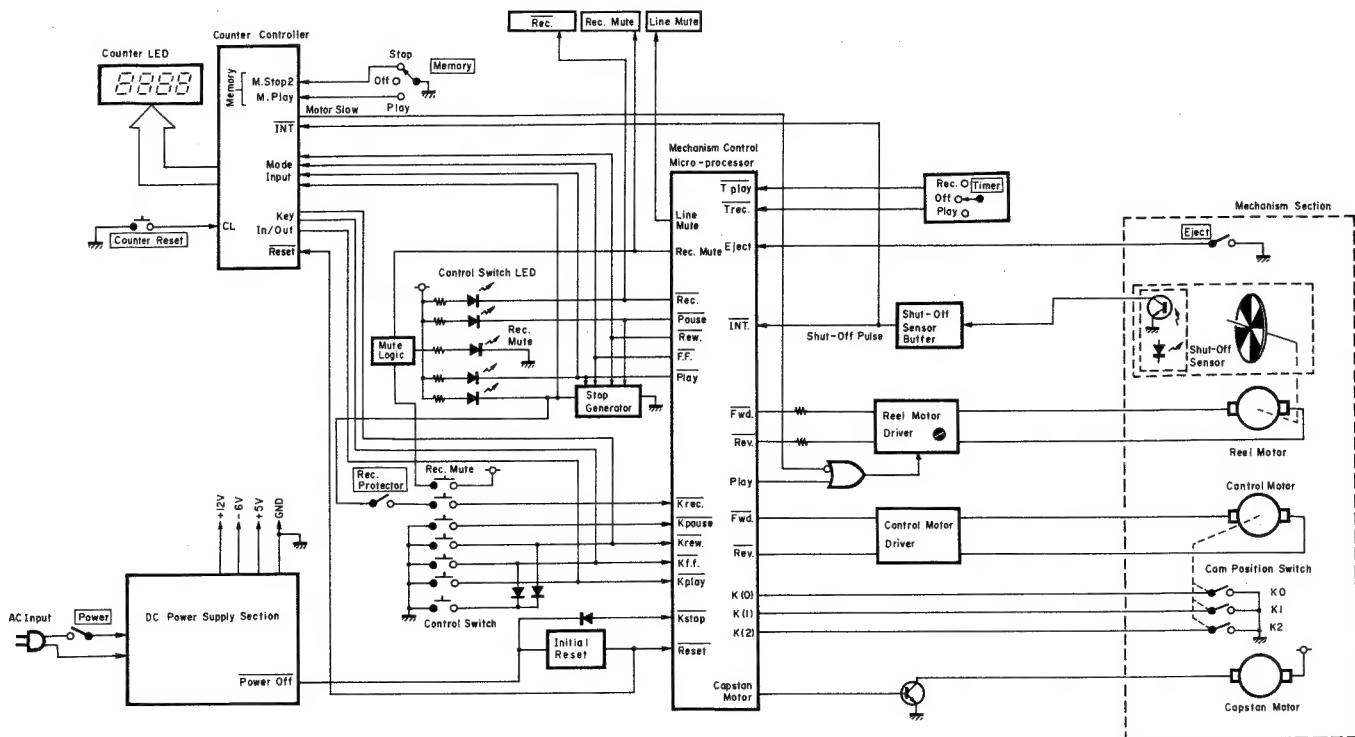 Rec.
Rec. Mute
Line Mute
Counter Controller
Counter LED
8888
Memory
M.Stop2
M.Play
Stop
Off
Play
Memory
Motor Slow
INT
Mode
Input
Key
In/Out
CL
Reset
Counter Reset
Mechanism Control
Micro-processor
T play
Trec.
Line
Mute
Eject
Rec. Mute
Rec.
Pause
Rew.
F.F.
Play
INT.
Fwd.
Rev.
Play
Krec.
Kpause
Krew.
Kf.f.
Kplay
Kstop
Reset
Fwd.
Rev.
K(0)
K(1)
K(2)
Capstan
Motor
Rec.
Off
Play
Timer
Mechanism Section
Eject
Control Switch LED
Mute
Logic
Rec.
Mute
Stop
Generator
Shut-Off Pulse
Shut-Off
Sensor
Buffer
Shut-Off
Sensor
Reel Motor
Driver
Reel Motor
Control Motor
Control Motor
Driver
Cam Position Switch
K0
K1
K2
Capstan Motor
Rec.
Protector
Rec. Mute
Control Switch
Initial
Reset
+12V
-6V
+5V
GND
AC Input
Power
DC Power Supply Section
Power Off